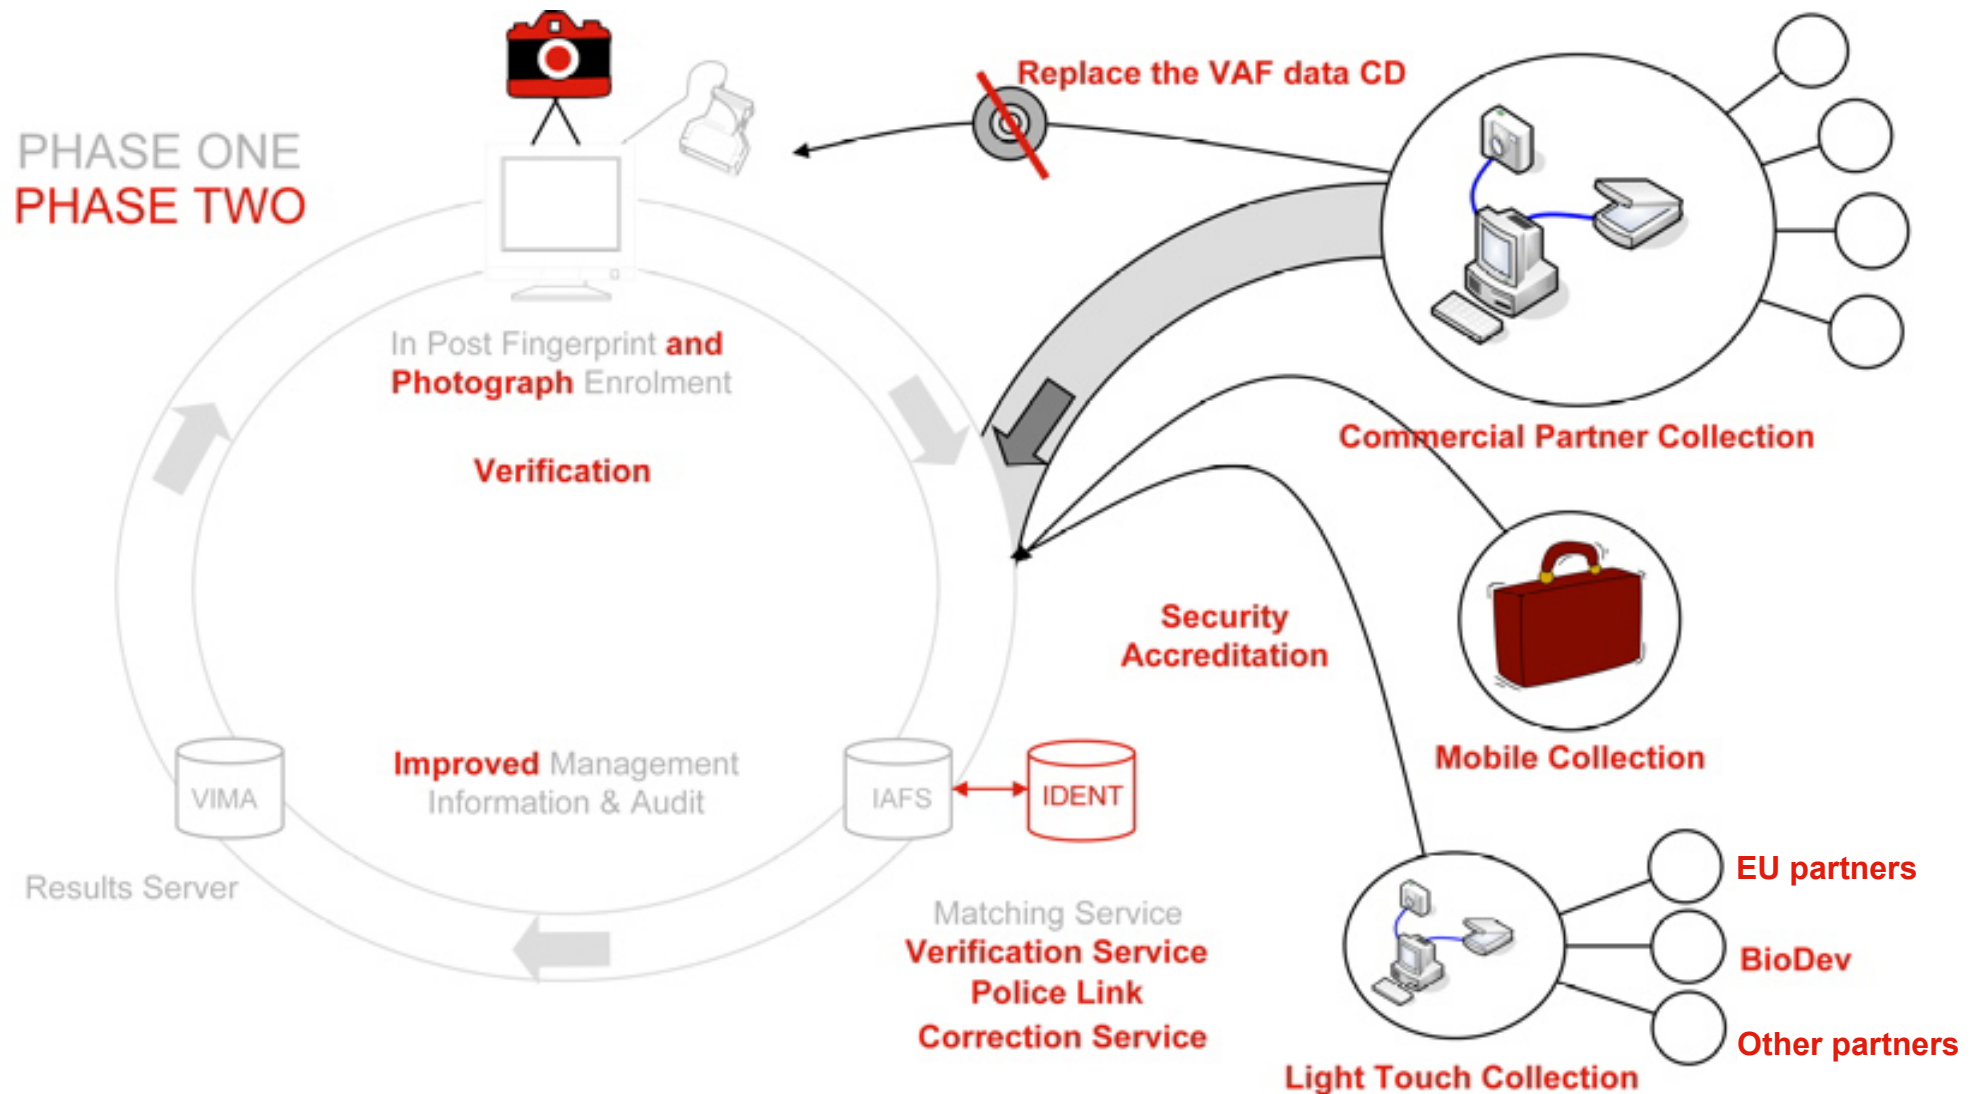 Replace the VAF data CD
PHASE ONE
PHASE TWO
In Post Fingerprint and
Photograph Enrolment
Verification
Commercial Partner Collection
Security
Accreditation
Mobile Collection
Improved Management
Information & Audit
VIMA
IAFS
IDENT
Results Server
Matching Service
Verification Service
Police Link
Correction Service
EU partners
BioDev
Other partners
Light Touch Collection